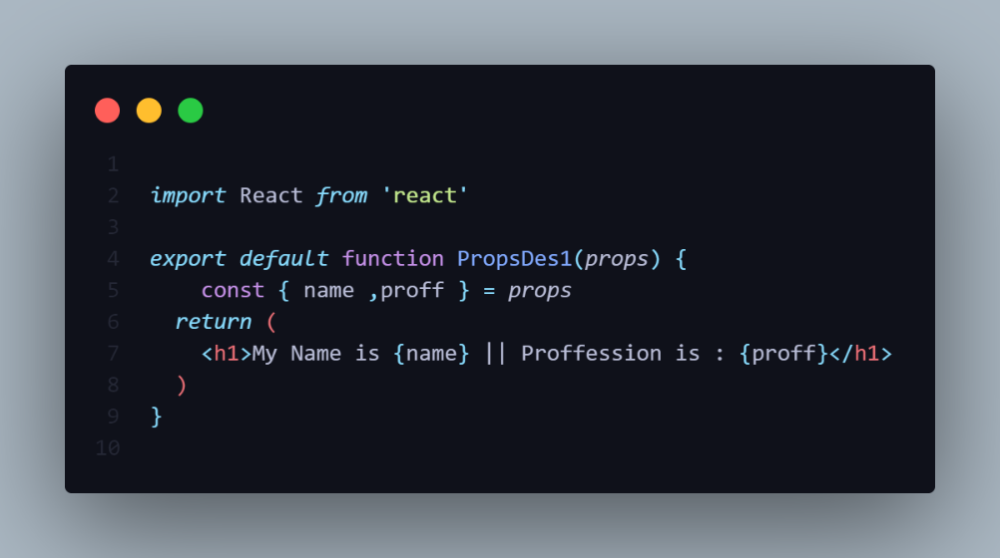 1
2 import React from 'react'
3
4 export default function PropsDes1(props) {
5     const { name ,proff } = props
6   return (
7     <h1>My Name is {name} || Proffession is : {proff}</h1>
8   )
9 }
10